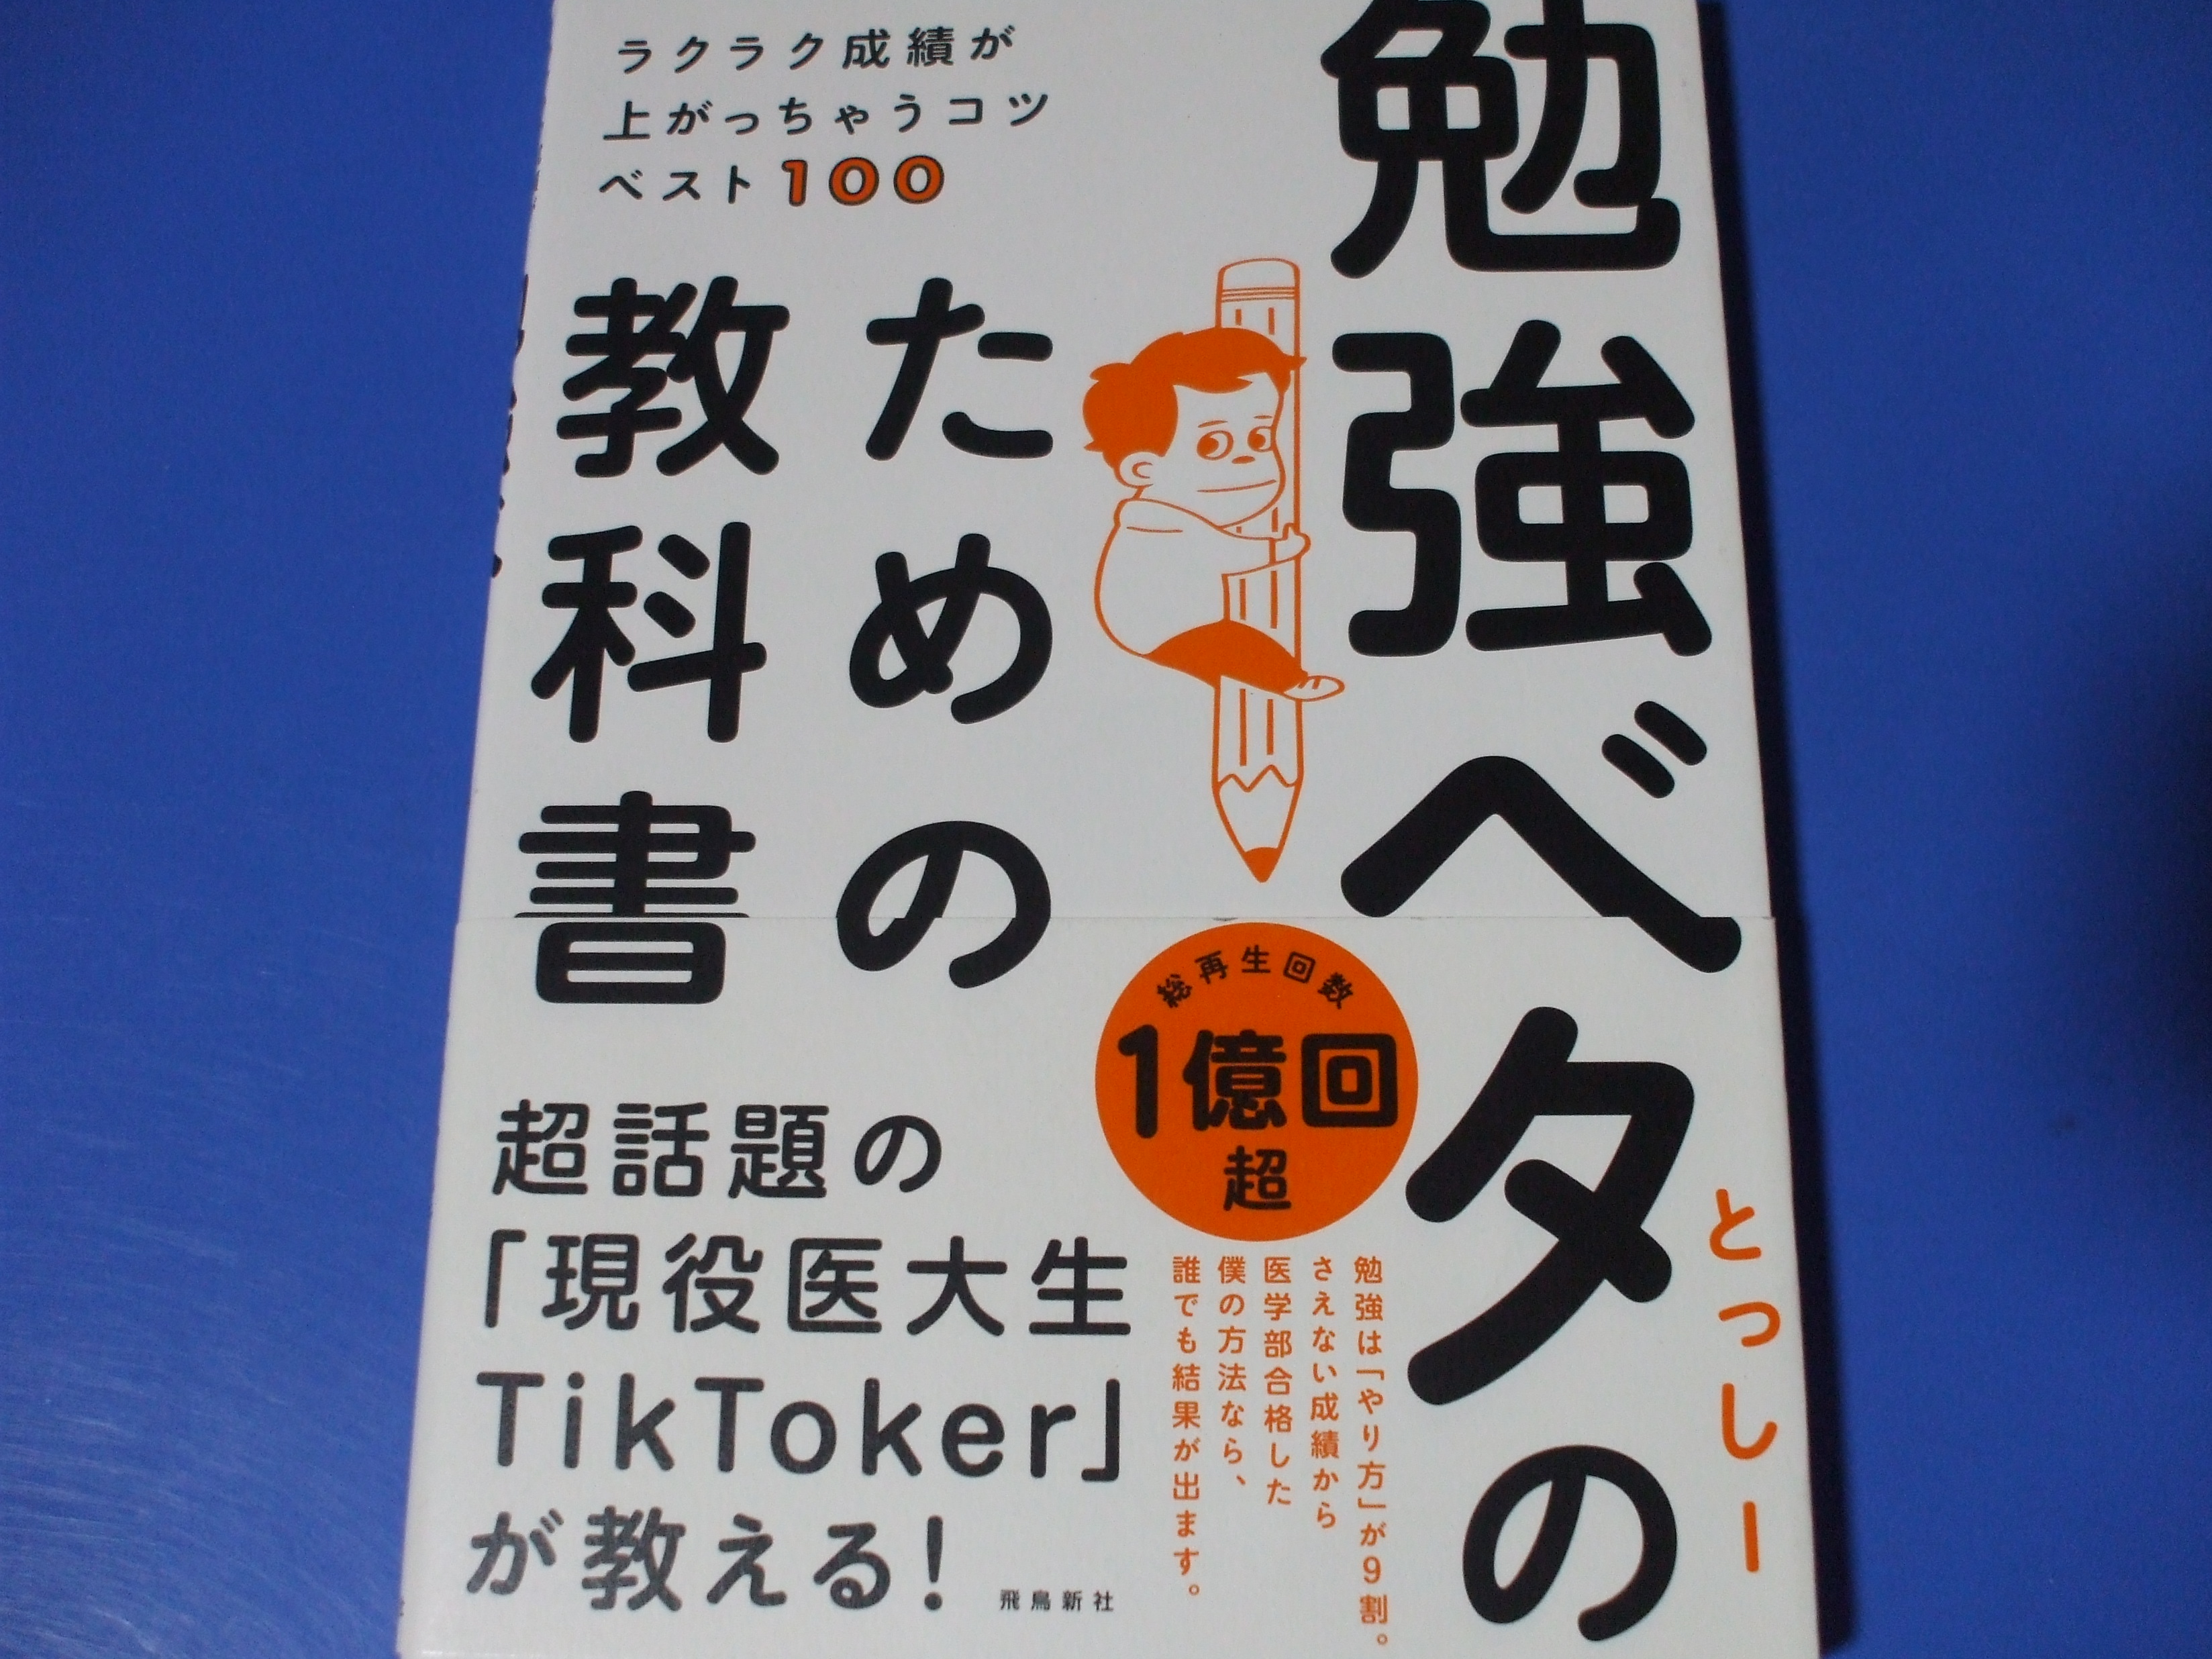 ラクラク成績が
上がっちゃうコツ
ベスト100
勉強ベタの
ための
教科書
とっしー
総再生回数
1億回
超
勉強は「やり方」が9割。
さえない成績から
医学部合格した
僕の方法なら、
誰でも結果が出ます。
超話題の
「現役医大生
TikToker」
が教える!
飛鳥新社